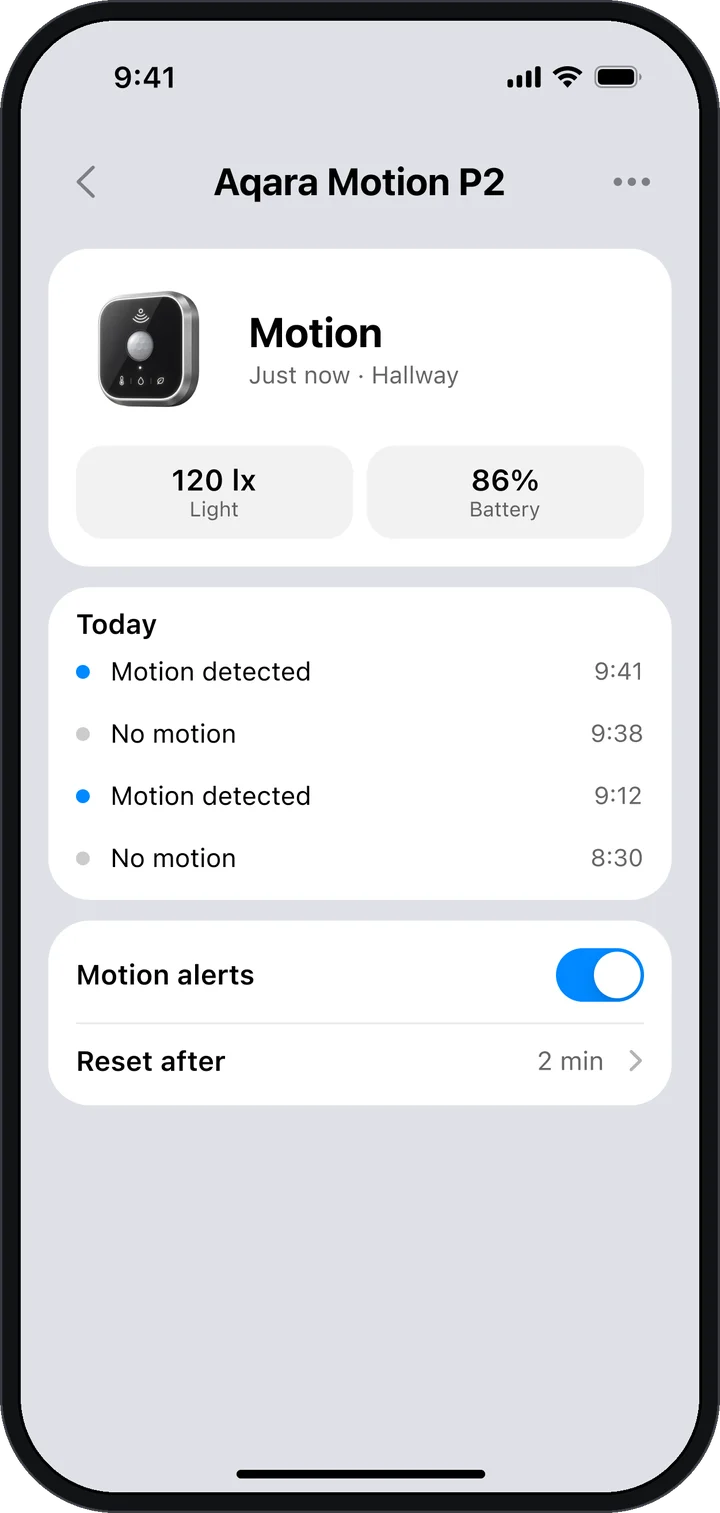 9:41
Aqara Motion P2
Motion
Just now · Hallway
120 lx
Light
86%
Battery
Today
Motion detected 9:41
No motion 9:38
Motion detected 9:12
No motion 8:30
Motion alerts
Reset after 2 min